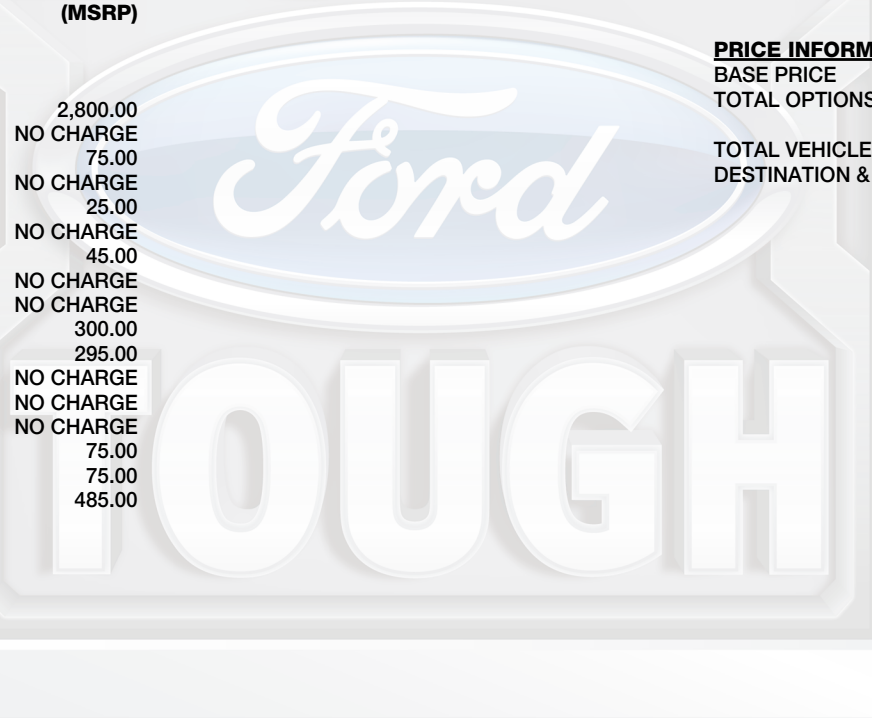 (MSRP)
2,800.00
NO CHARGE
75.00
NO CHARGE
25.00
NO CHARGE
45.00
NO CHARGE
NO CHARGE
300.00
295.00
NO CHARGE
NO CHARGE
NO CHARGE
75.00
75.00
485.00
PRICE INFORM
BASE PRICE
TOTAL OPTIONS
TOTAL VEHICLE
DESTINATION &
Ford
TOUGH